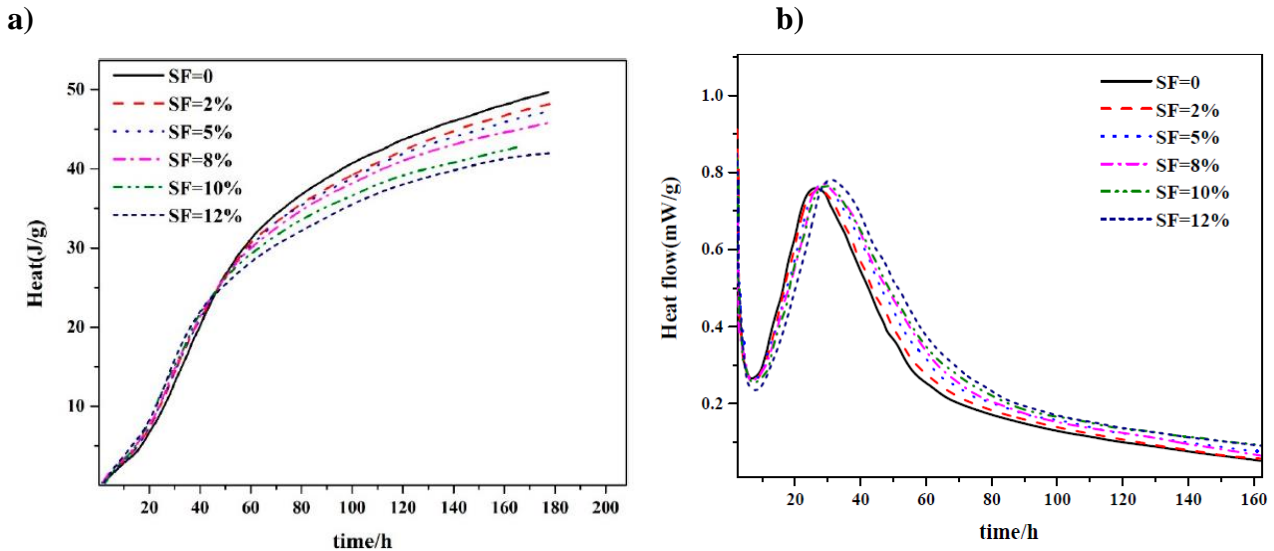 a)
b)
SF=0
SF=2%
SF=5%
SF=8%
SF=10%
SF=12%
50
40
30
20
10
Heat(J/g)
20 40 60 80 100 120 140 160 180 200
time/h
SF=0
SF=2%
SF=5%
SF=8%
SF=10%
SF=12%
1.0
0.8
0.6
0.4
0.2
Heat flow(mW/g)
20 40 60 80 100 120 140 160
time/h